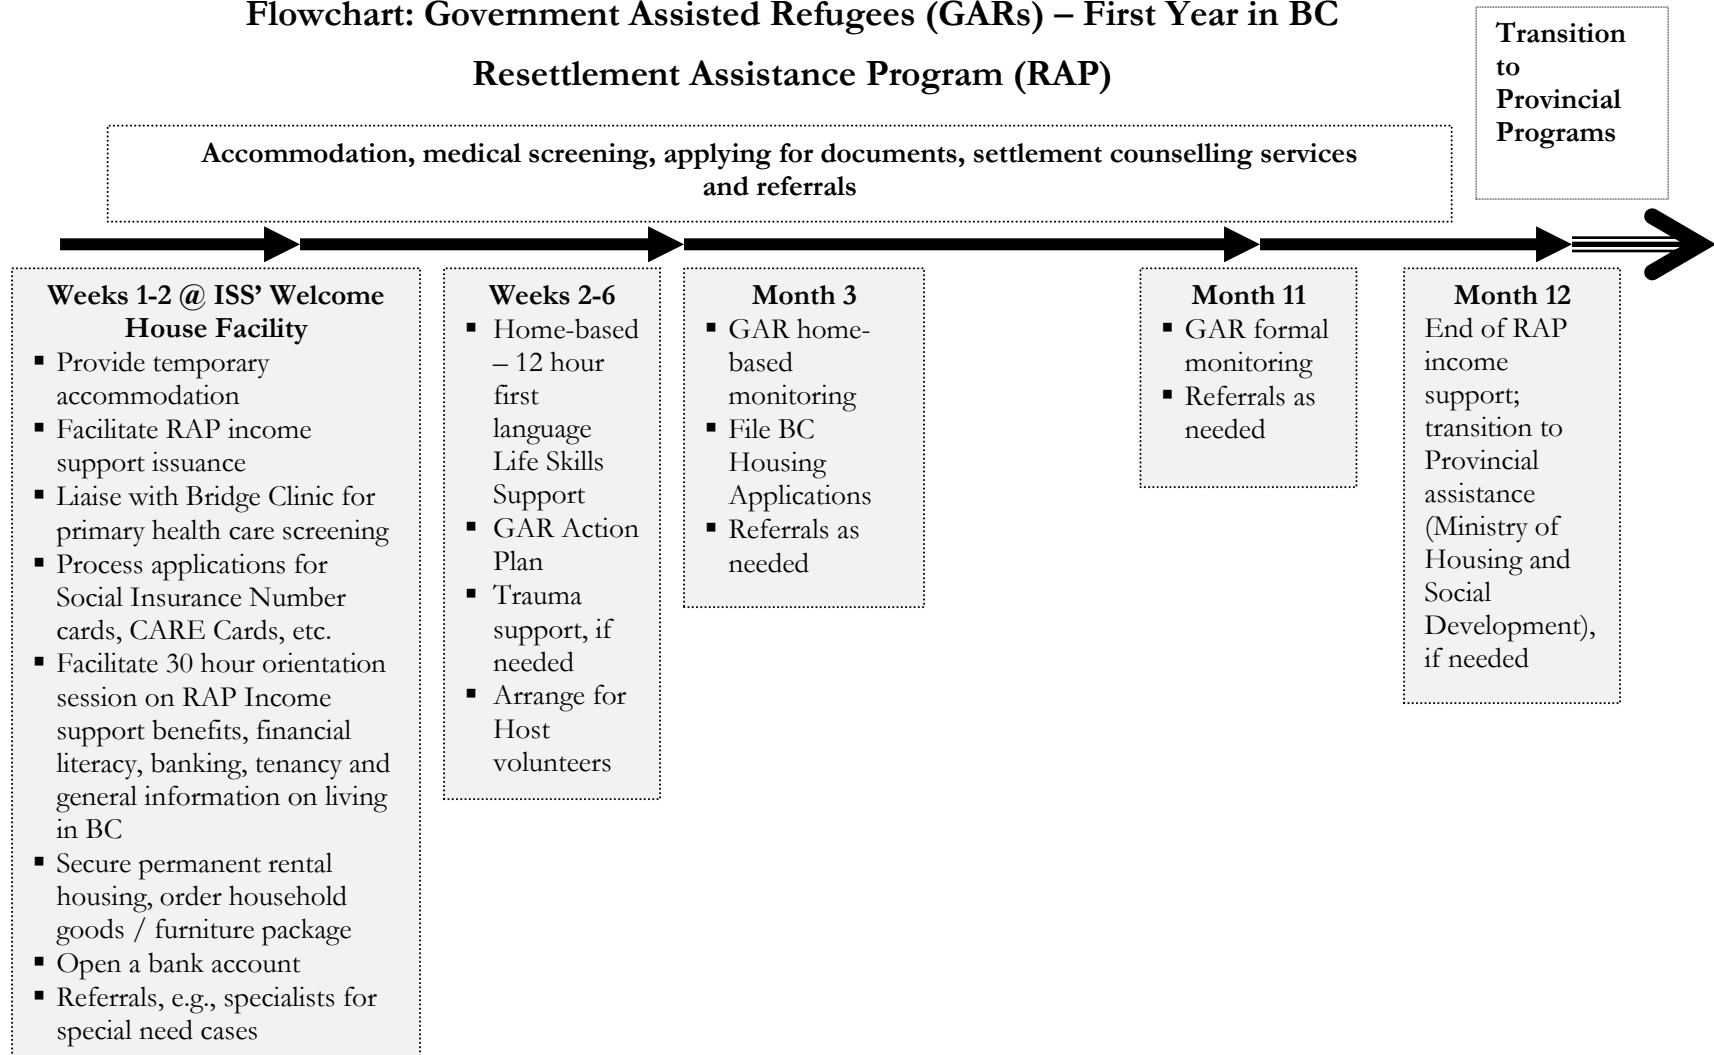 Flowchart: Government Assisted Refugees (GARs) – First Year in BC
Resettlement Assistance Program (RAP)
Transition
to
Provincial
Programs
Accommodation, medical screening, applying for documents, settlement counselling services
and referrals
Weeks 1-2 @ ISS’ Welcome
House Facility
▪ Provide temporary
accommodation
▪ Facilitate RAP income
support issuance
▪ Liaise with Bridge Clinic for
primary health care screening
▪ Process applications for
Social Insurance Number
cards, CARE Cards, etc.
▪ Facilitate 30 hour orientation
session on RAP Income
support benefits, financial
literacy, banking, tenancy and
general information on living
in BC
▪ Secure permanent rental
housing, order household
goods / furniture package
▪ Open a bank account
▪ Referrals, e.g., specialists for
special need cases
Weeks 2-6
▪ Home-based
– 12 hour
first
language
Life Skills
Support
▪ GAR Action
Plan
▪ Trauma
support, if
needed
▪ Arrange for
Host
volunteers
Month 3
▪ GAR home-
based
monitoring
▪ File BC
Housing
Applications
▪ Referrals as
needed
Month 11
▪ GAR formal
monitoring
▪ Referrals as
needed
Month 12
End of RAP
income
support;
transition to
Provincial
assistance
(Ministry of
Housing and
Social
Development),
if needed